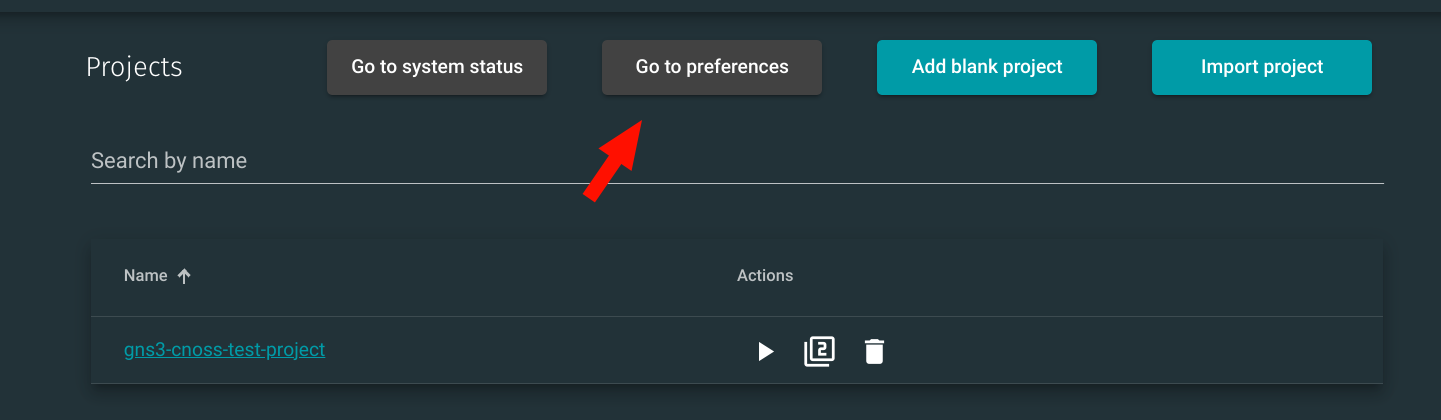 Projects
Go to system status
Go to preferences
Add blank project
Import project
Search by name
Name
Actions
gns3-cnoss-test-project
2